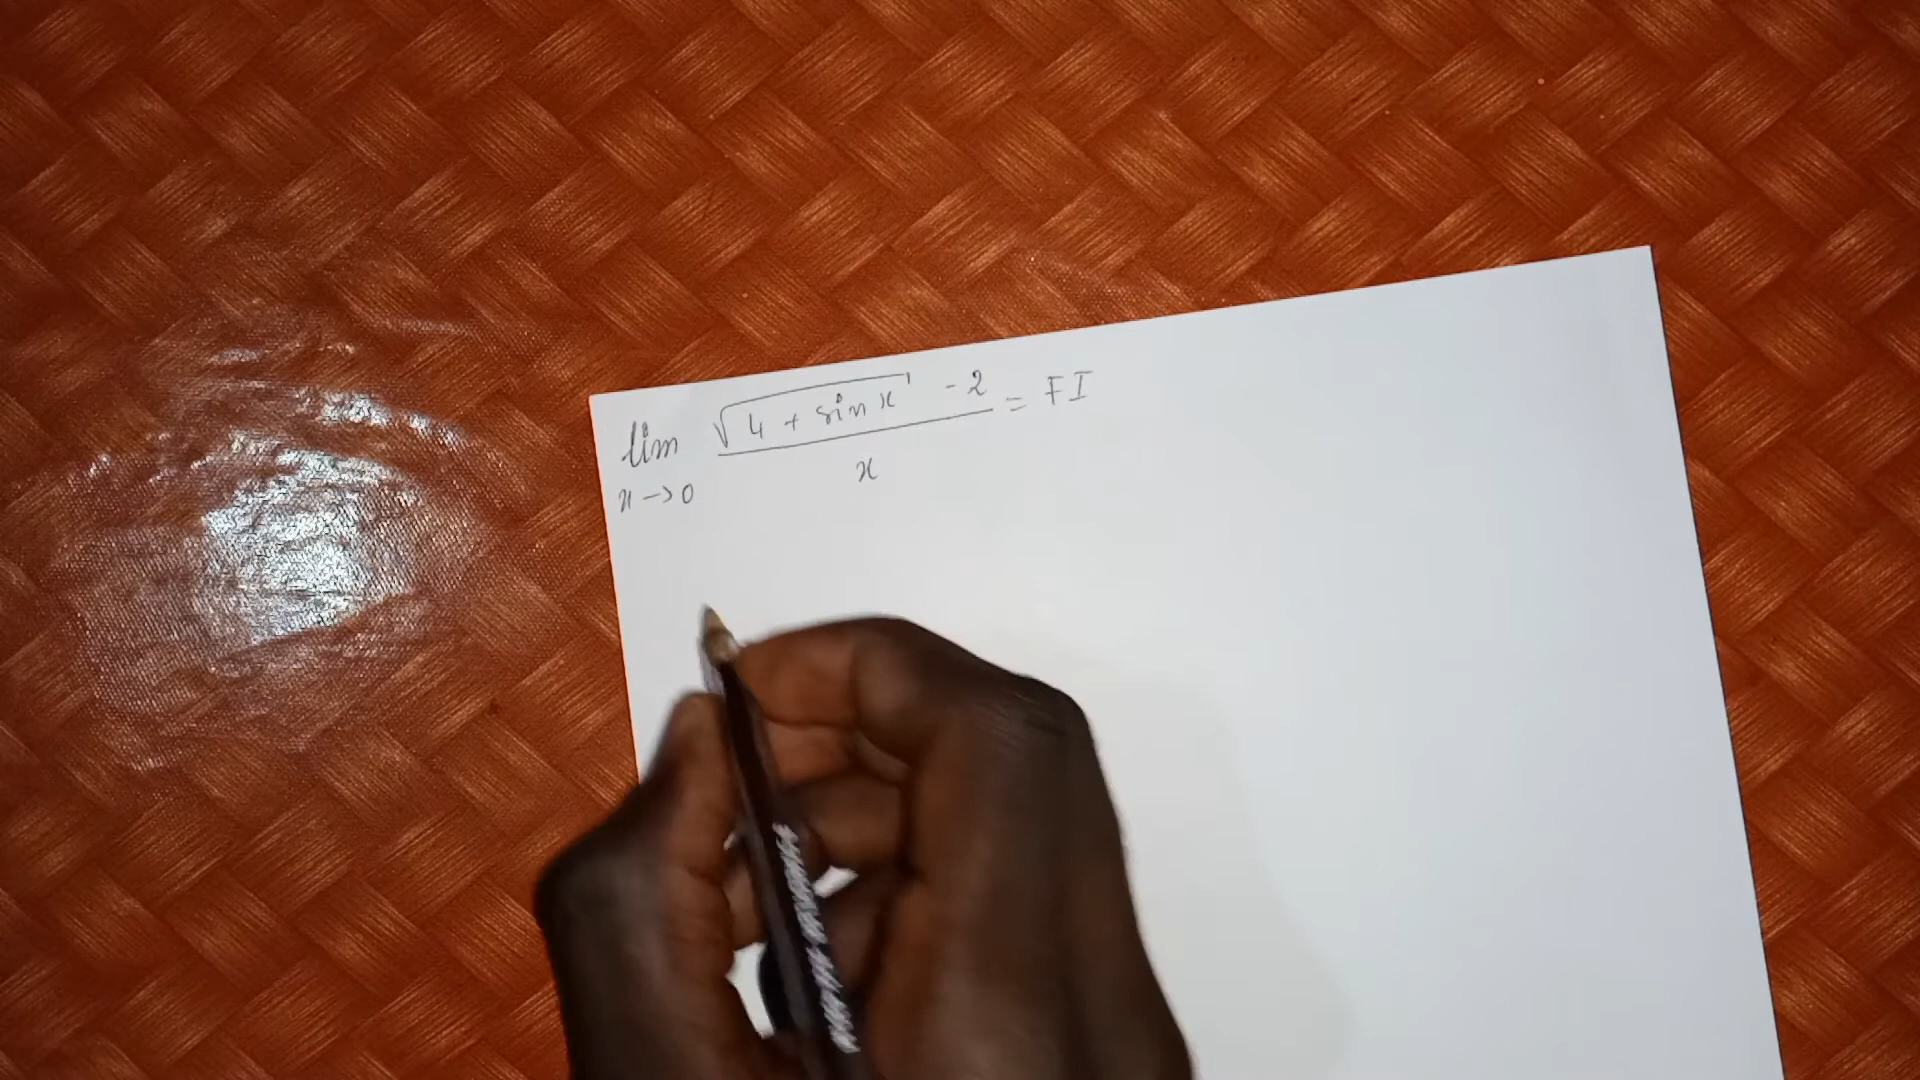 lim x→0 (√(4 + sin x) - 2) / x = FI